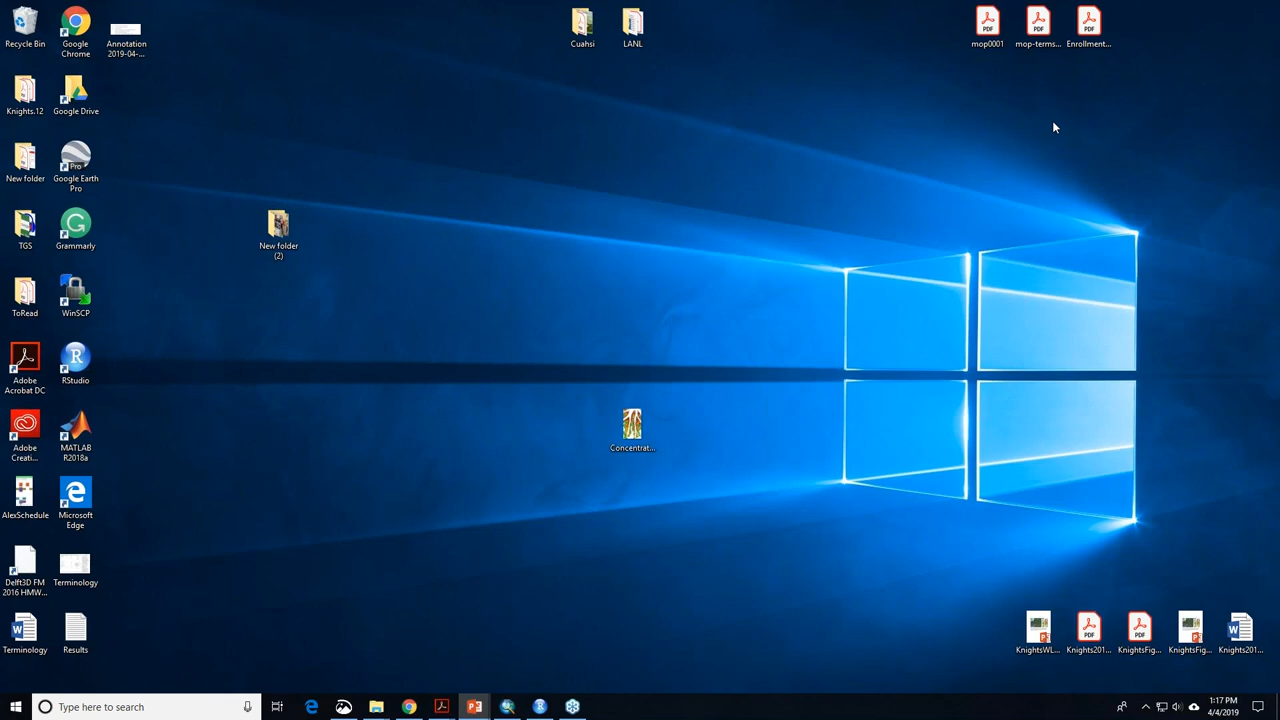 Recycle Bin
Google
Chrome
Annotation
2019-04-...
Cuahsi
LANL
mop0001
mop-terms...
Enrollment...
Knights.12
Google Drive
New folder
Pro
Google Earth
Pro
TGS
Grammarly
New folder
(2)
ToRead
WinSCP
Adobe
Acrobat DC
RStudio
Adobe
Creati...
MATLAB
R2018a
Concentrat...
AlexSchedule
Microsoft
Edge
Delft3D FM
2016 HMW...
Terminology
Terminology
Results
KnightsWL...
Knights201...
KnightsFig...
KnightsFig...
Knights201...
Type here to search
1:17 PM
4/4/2019